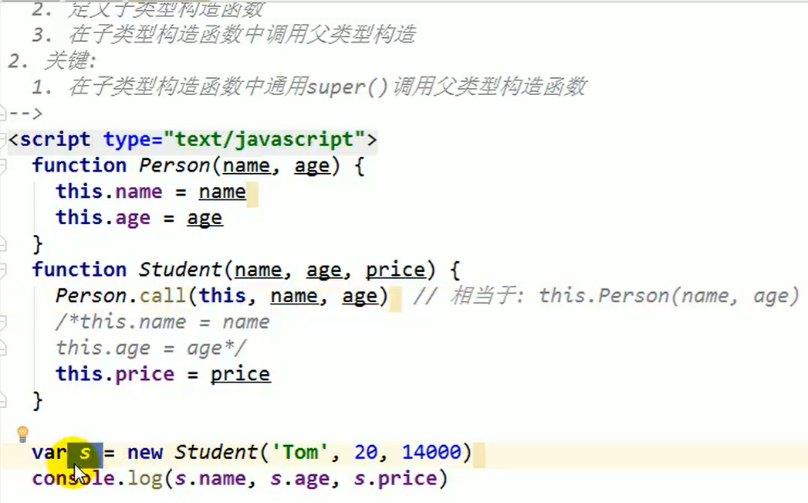 2. 定义子类型构造函数
3. 在子类型构造函数中调用父类型构造
2. 关键:
1. 在子类型构造函数中通用super()调用父类型构造函数
-->
<script type="text/javascript">
function Person(name, age) {
this.name = name
this.age = age
}
function Student(name, age, price) {
Person.call(this, name, age) // 相当于: this.Person(name, age)
/*this.name = name
this.age = age*/
this.price = price
}
var s = new Student('Tom', 20, 14000)
console.log(s.name, s.age, s.price)